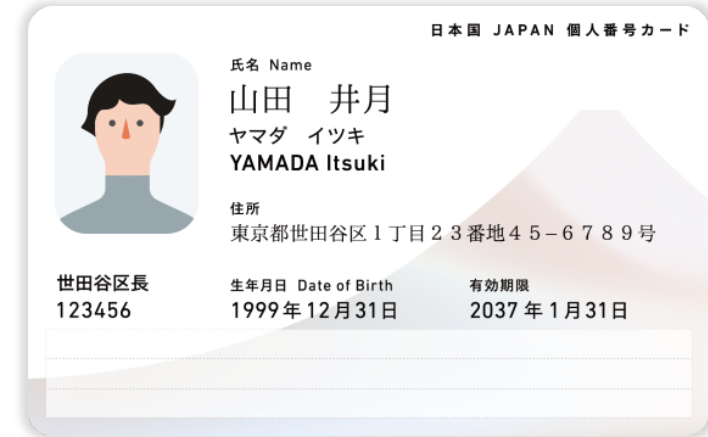 日本国 JAPAN 個人番号カード
氏名 Name
山田　井月
ヤマダ　イツキ
YAMADA Itsuki
住所
東京都世田谷区１丁目２３番地４５−６７８９号
世田谷区長
123456
生年月日 Date of Birth
1999年12月31日
有効期限
2037年1月31日